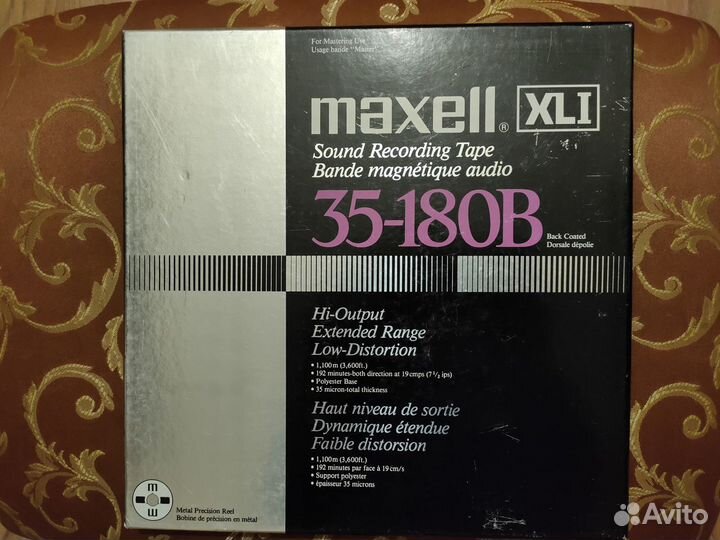 For Mastering Use
Usage bande "Master"
maxell® XLI
Sound Recording Tape
Bande magnétique audio
35-180B
Back Coated
Dorsale dépolie
Hi-Output
Extended Range
Low-Distortion
• 1,100m (3,600ft.)
• 192 minutes-both direction at 19cmps (7½ ips)
• Polyester Base
• 35 micron-total thickness
Haut niveau de sortie
Dynamique étendue
Faible distorsion
• 1,100m (3,600ft.)
• 192 minutes par face à 19 cm/s
• Support polyester
• épaisseur 35 microns
m
m
Metal Precision Reel
Bobine de précision en métal
Avito